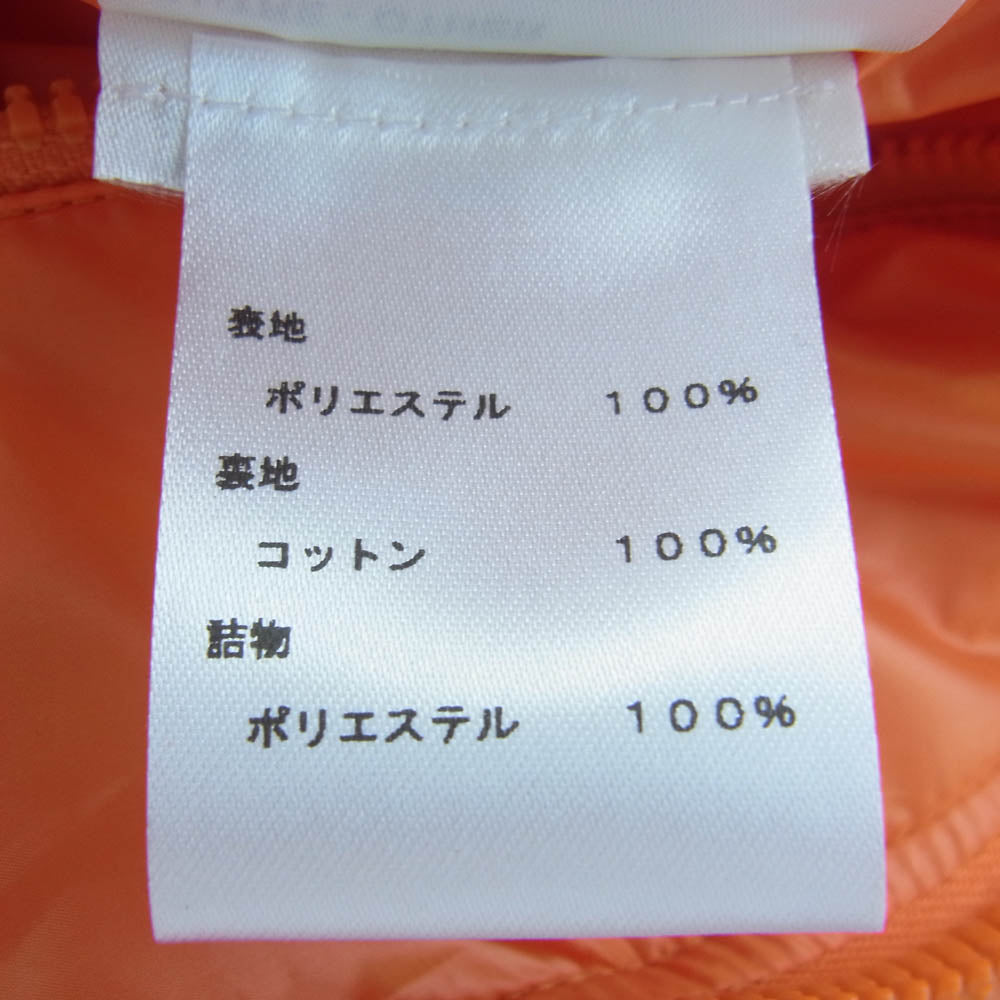 表地
ポリエステル 100%
裏地
コットン 100%
詰物
ポリエステル 100%